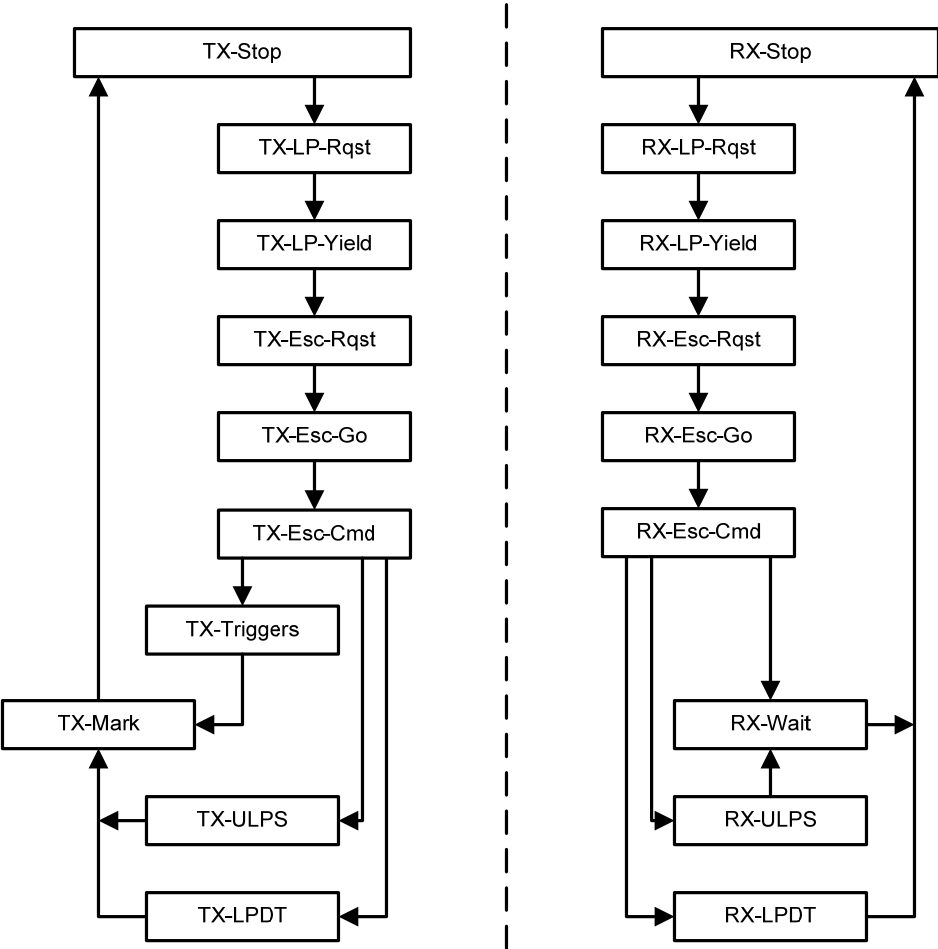 TX-Stop
RX-Stop
TX-LP-Rqst
RX-LP-Rqst
TX-LP-Yield
RX-LP-Yield
TX-Esc-Rqst
RX-Esc-Rqst
TX-Esc-Go
RX-Esc-Go
TX-Esc-Cmd
RX-Esc-Cmd
TX-Triggers
TX-Mark
RX-Wait
TX-ULPS
RX-ULPS
TX-LPDT
RX-LPDT